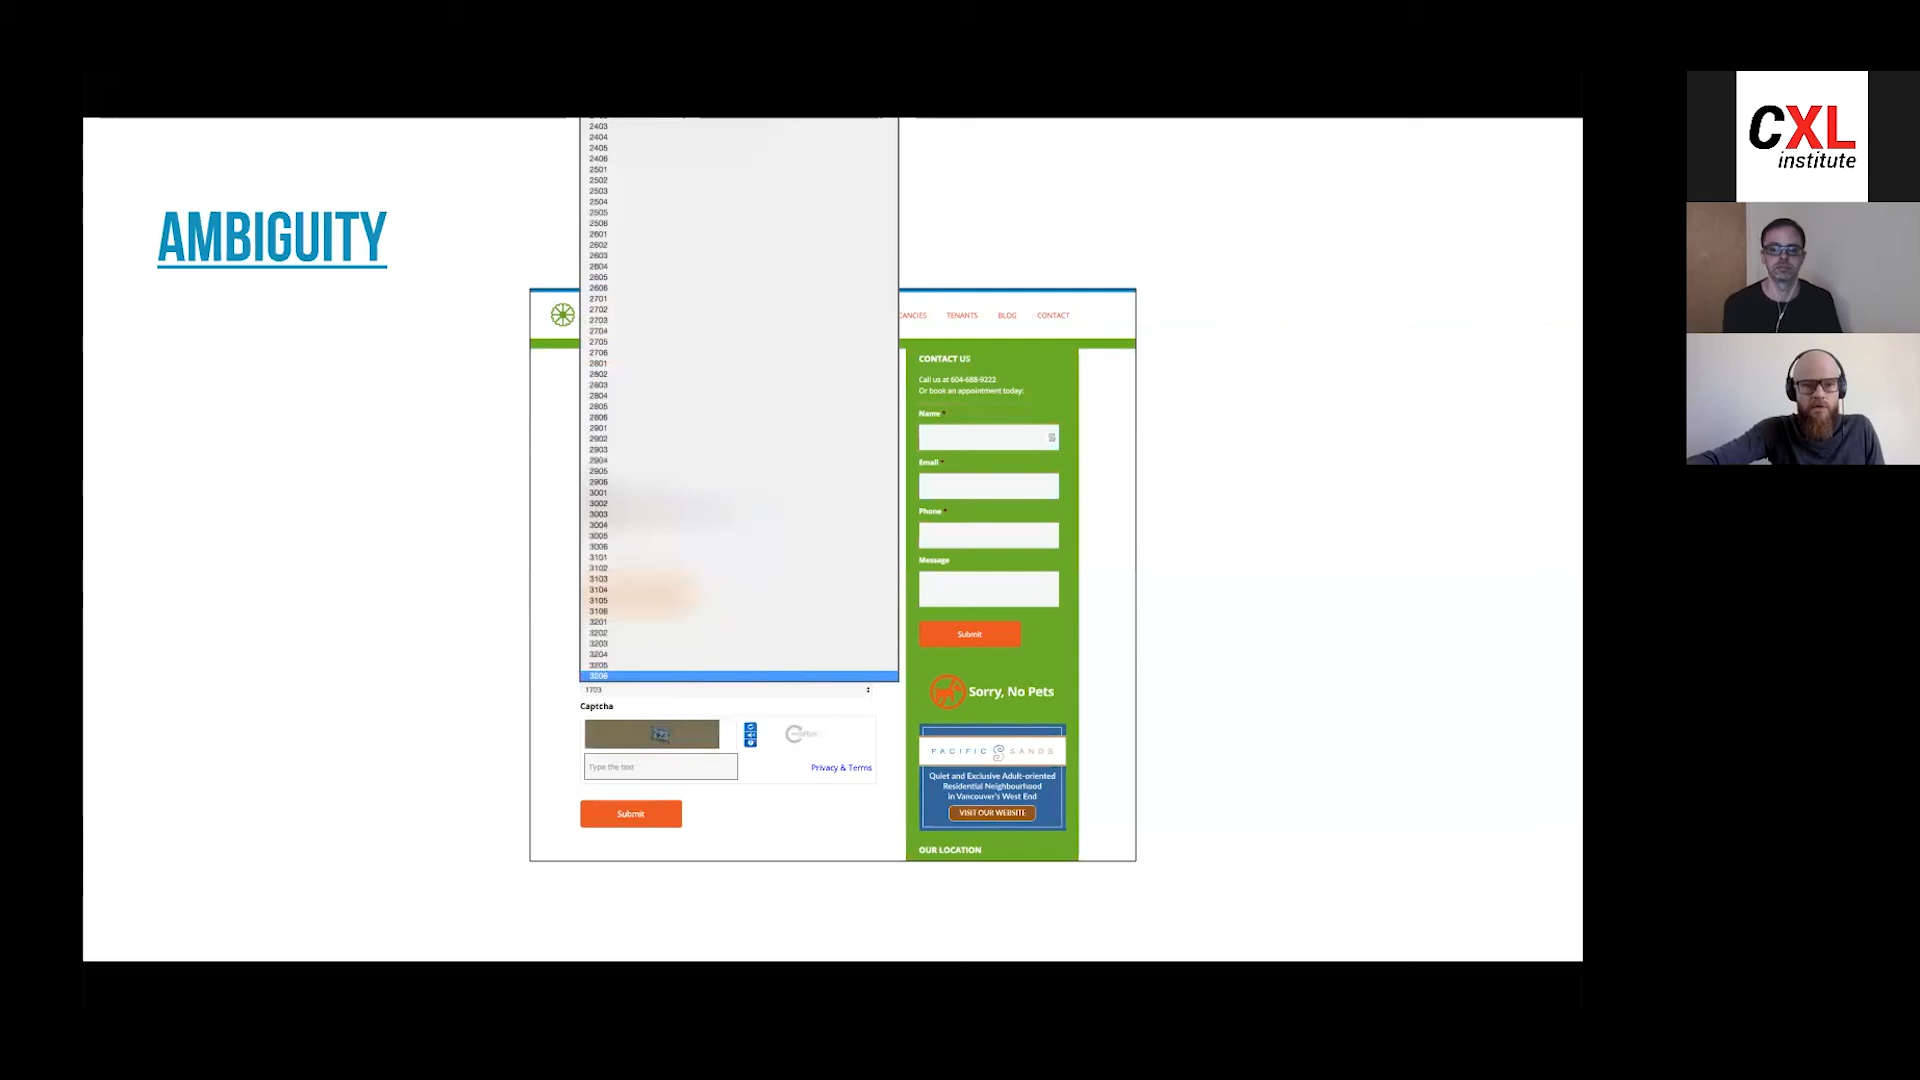 AMBIGUITY
2403
2404
2405
2406
2501
2502
2503
2504
2505
2506
2601
2602
2603
2604
2605
2606
2701
2702
2703
2704
2705
2706
2801
2802
2803
2804
2805
2806
2901
2902
2903
2904
2905
2906
3001
3002
3003
3004
3005
3006
3101
3102
3103
3104
3105
3106
3201
3202
3203
3204
3205
3206
1703
Captcha
Type the text
Privacy & Terms
Submit
TENANTS BLOG CONTACT
CONTACT US
Call us at 604-688-9222
Or book an appointment today:
Name *
Email *
Phone *
Message
Submit
Sorry, No Pets
PACIFIC SANDS
Quiet and Exclusive Adult-oriented
Residential Neighbourhood
in Vancouver's West End
VISIT OUR WEBSITE
OUR LOCATION
CXL
institute